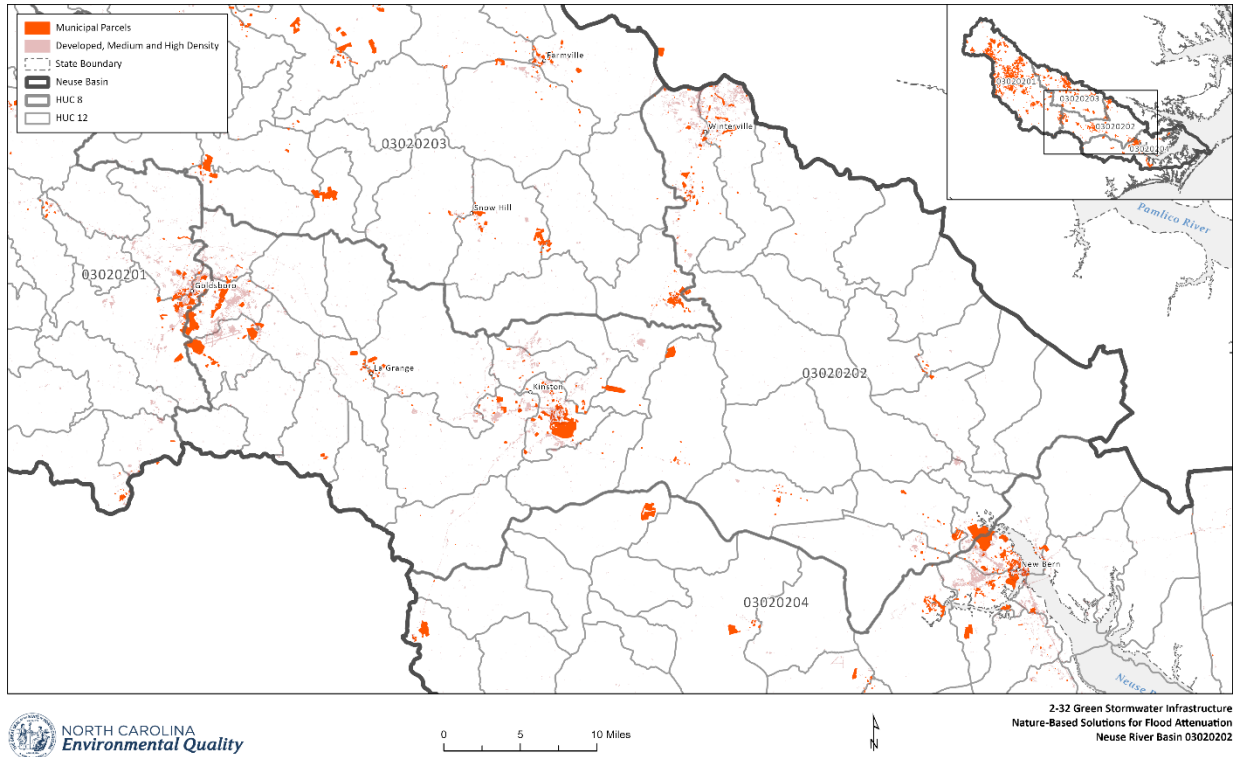 Municipal Parcels
Developed, Medium and High Density
State Boundary
Neuse Basin
HUC 8
HUC 12
Farmville
Winterville
03020203
Snow Hill
03020201
Goldsboro
La Grange
Kinston
03020202
New Bern
03020204
03020201
03020203
03020202
03020204
Pamlico River
NORTH CAROLINA
Environmental Quality
0 5 10 Miles
N
2-32 Green Stormwater Infrastructure
Nature-Based Solutions for Flood Attenuation
Neuse River Basin 03020202